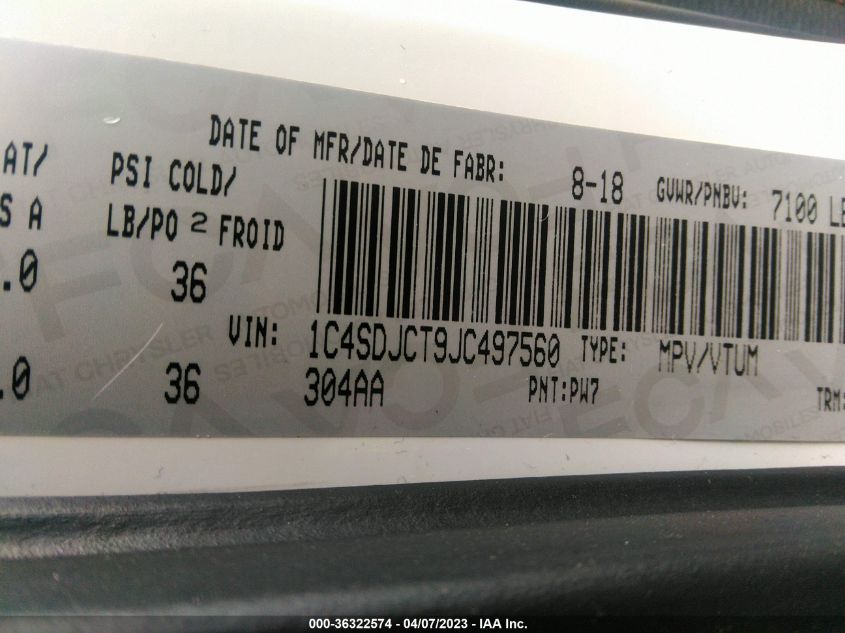 DATE OF MFR/DATE DE FABR: 8-18 GVWR/PNBV: 7100 LB
AT/ PSI COLD/
S A LB/PO 2 FROID
.0 36
VIN: 1C4SDJCT9JC497560 TYPE: MPV/VTUM
.0 36 304AA PNT:PW7 TRM:
000-36322574 - 04/07/2023 - IAA Inc.